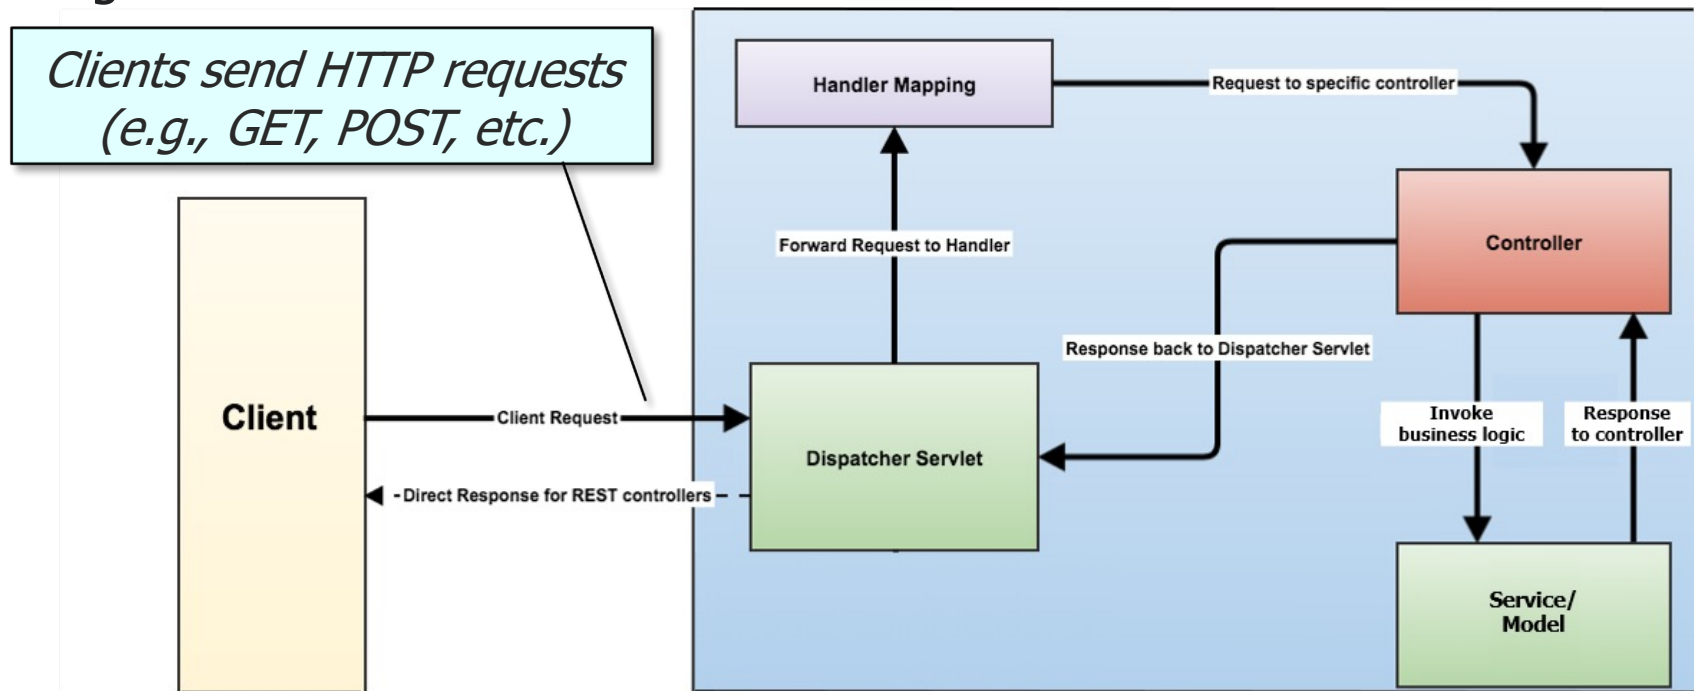 Clients send HTTP requests
(e.g., GET, POST, etc.)
Handler Mapping
Request to specific controller
Controller
Forward Request to Handler
Response back to Dispatcher Servlet
Client
Client Request
Dispatcher Servlet
Direct Response for REST controllers
Invoke
business logic
Response
to controller
Service/
Model